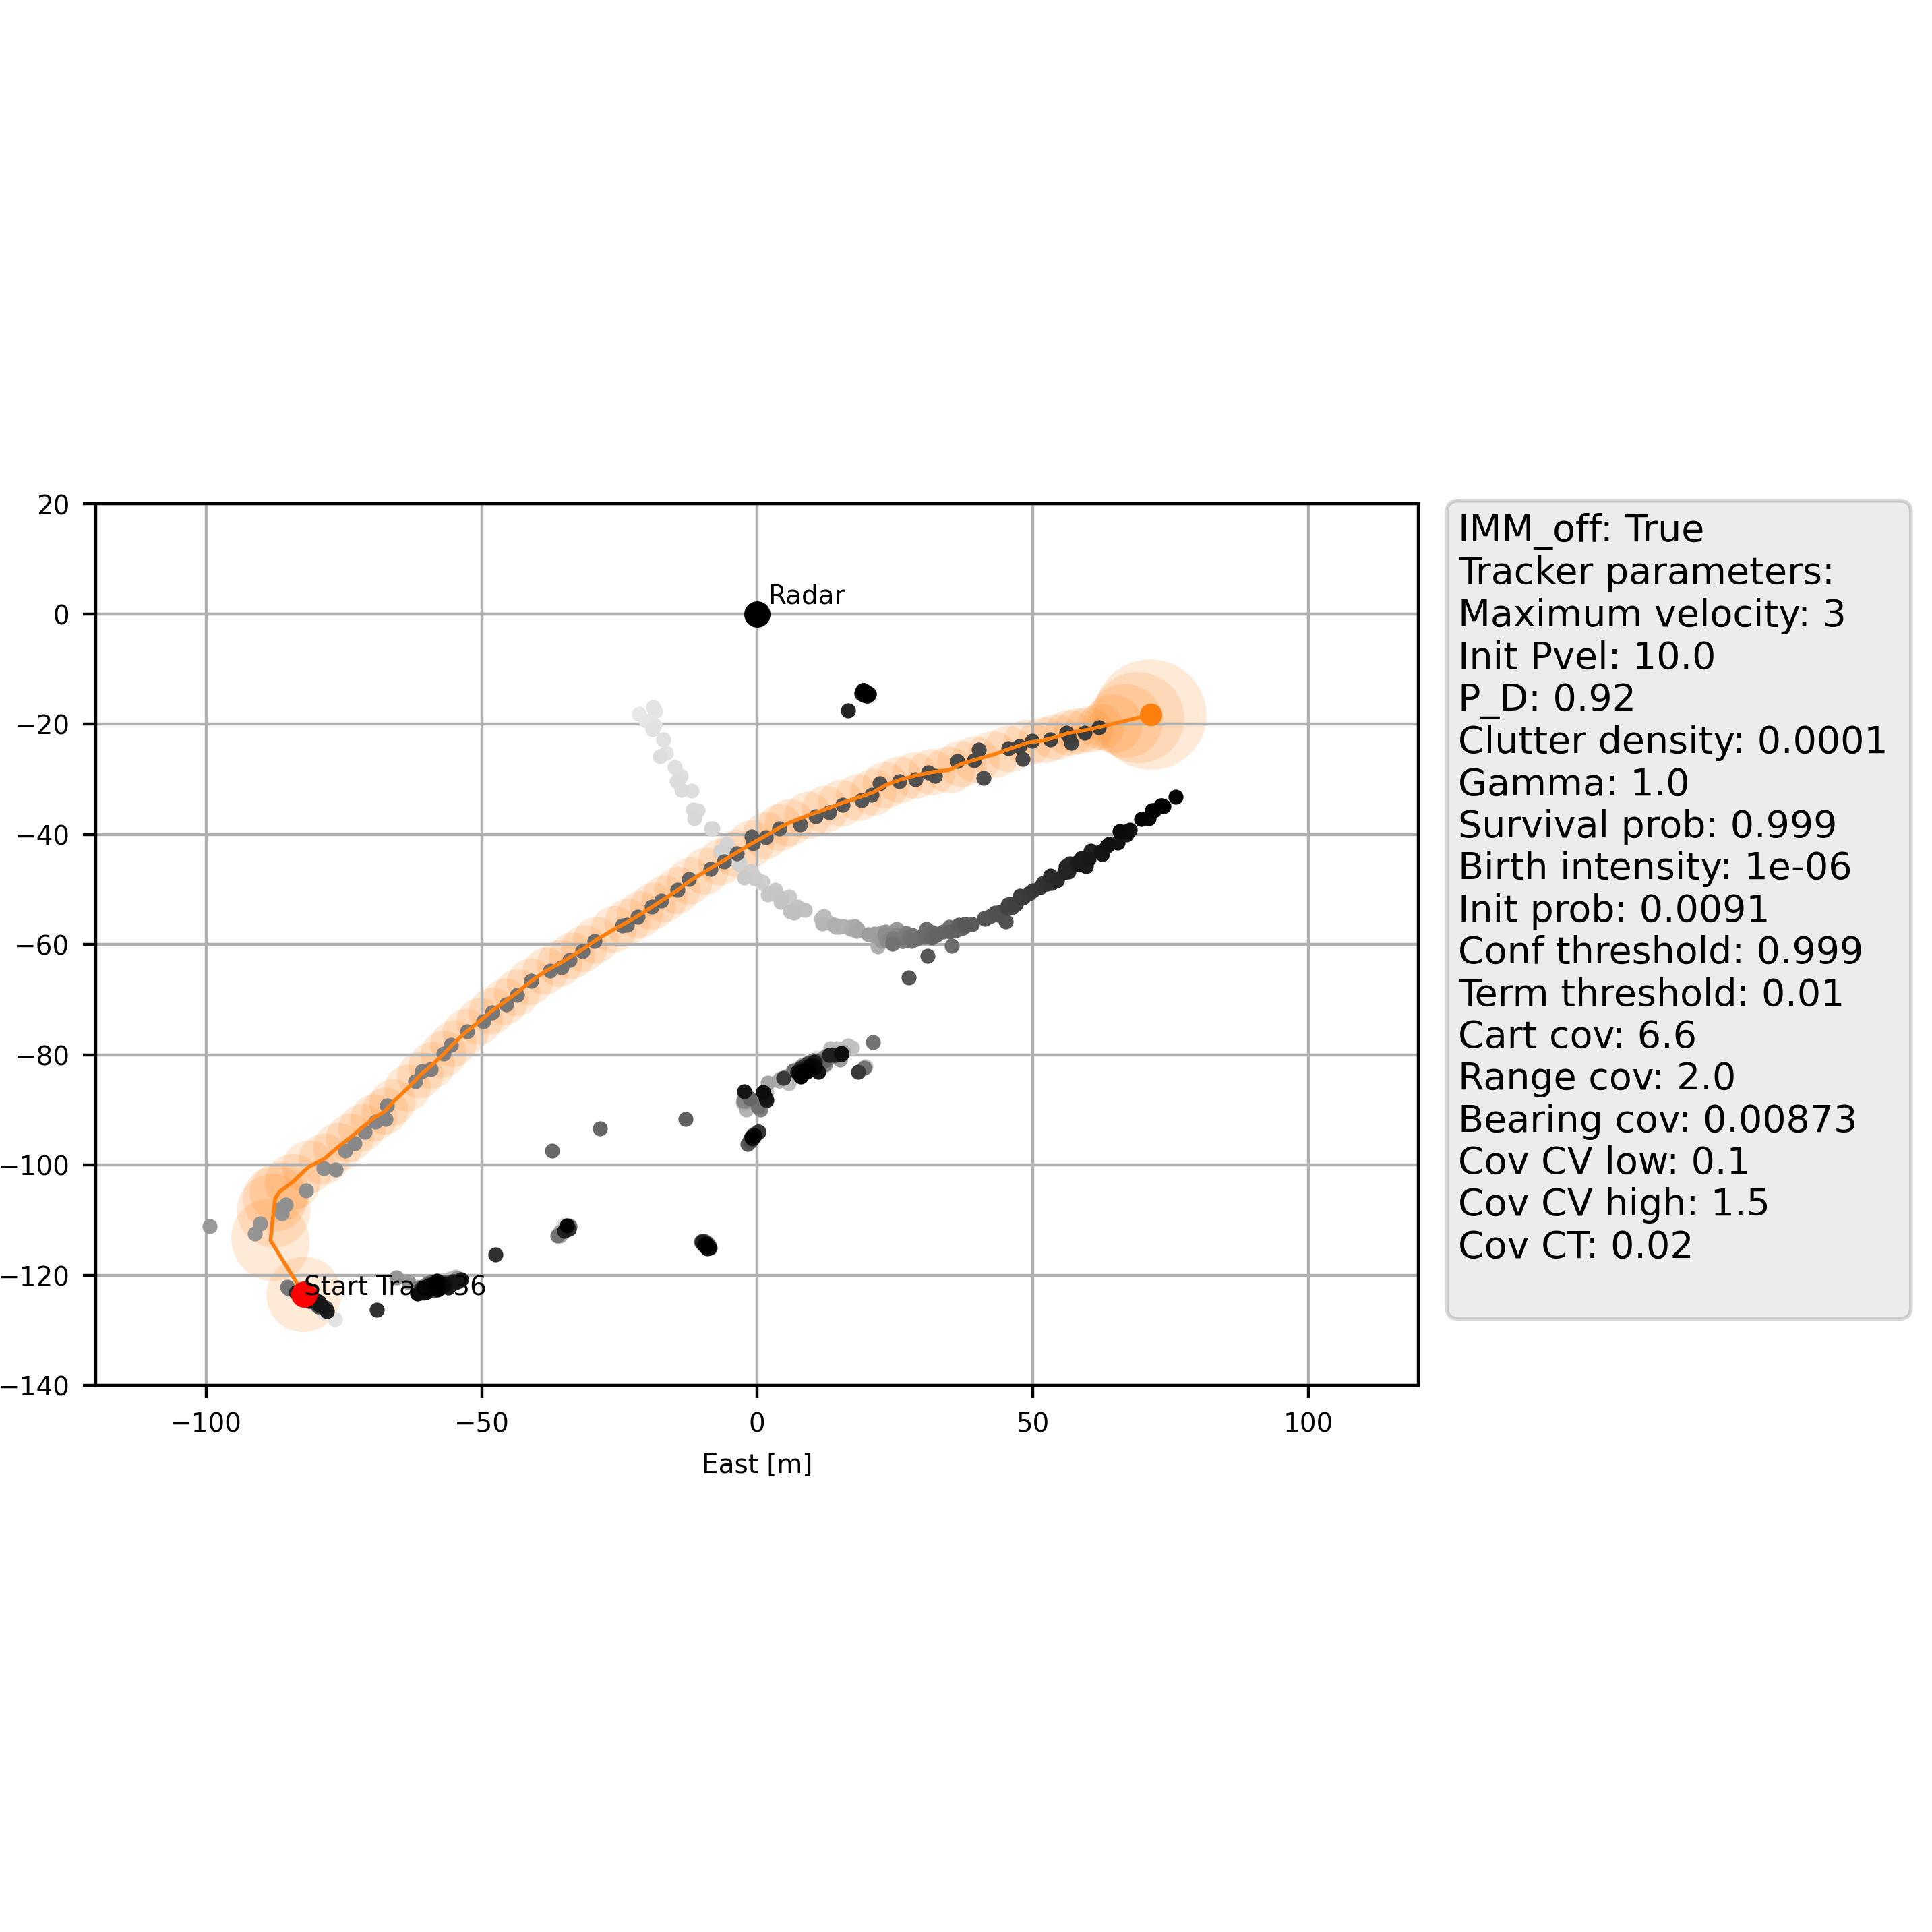 20
0
−20
−40
−60
−80
−100
−120
−140
−100
−50
0
50
100
East [m]
Radar
Start Track 36
IMM_off: True
Tracker parameters:
Maximum velocity: 3
Init Pvel: 10.0
P_D: 0.92
Clutter density: 0.0001
Gamma: 1.0
Survival prob: 0.999
Birth intensity: 1e-06
Init prob: 0.0091
Conf threshold: 0.999
Term threshold: 0.01
Cart cov: 6.6
Range cov: 2.0
Bearing cov: 0.00873
Cov CV low: 0.1
Cov CV high: 1.5
Cov CT: 0.02